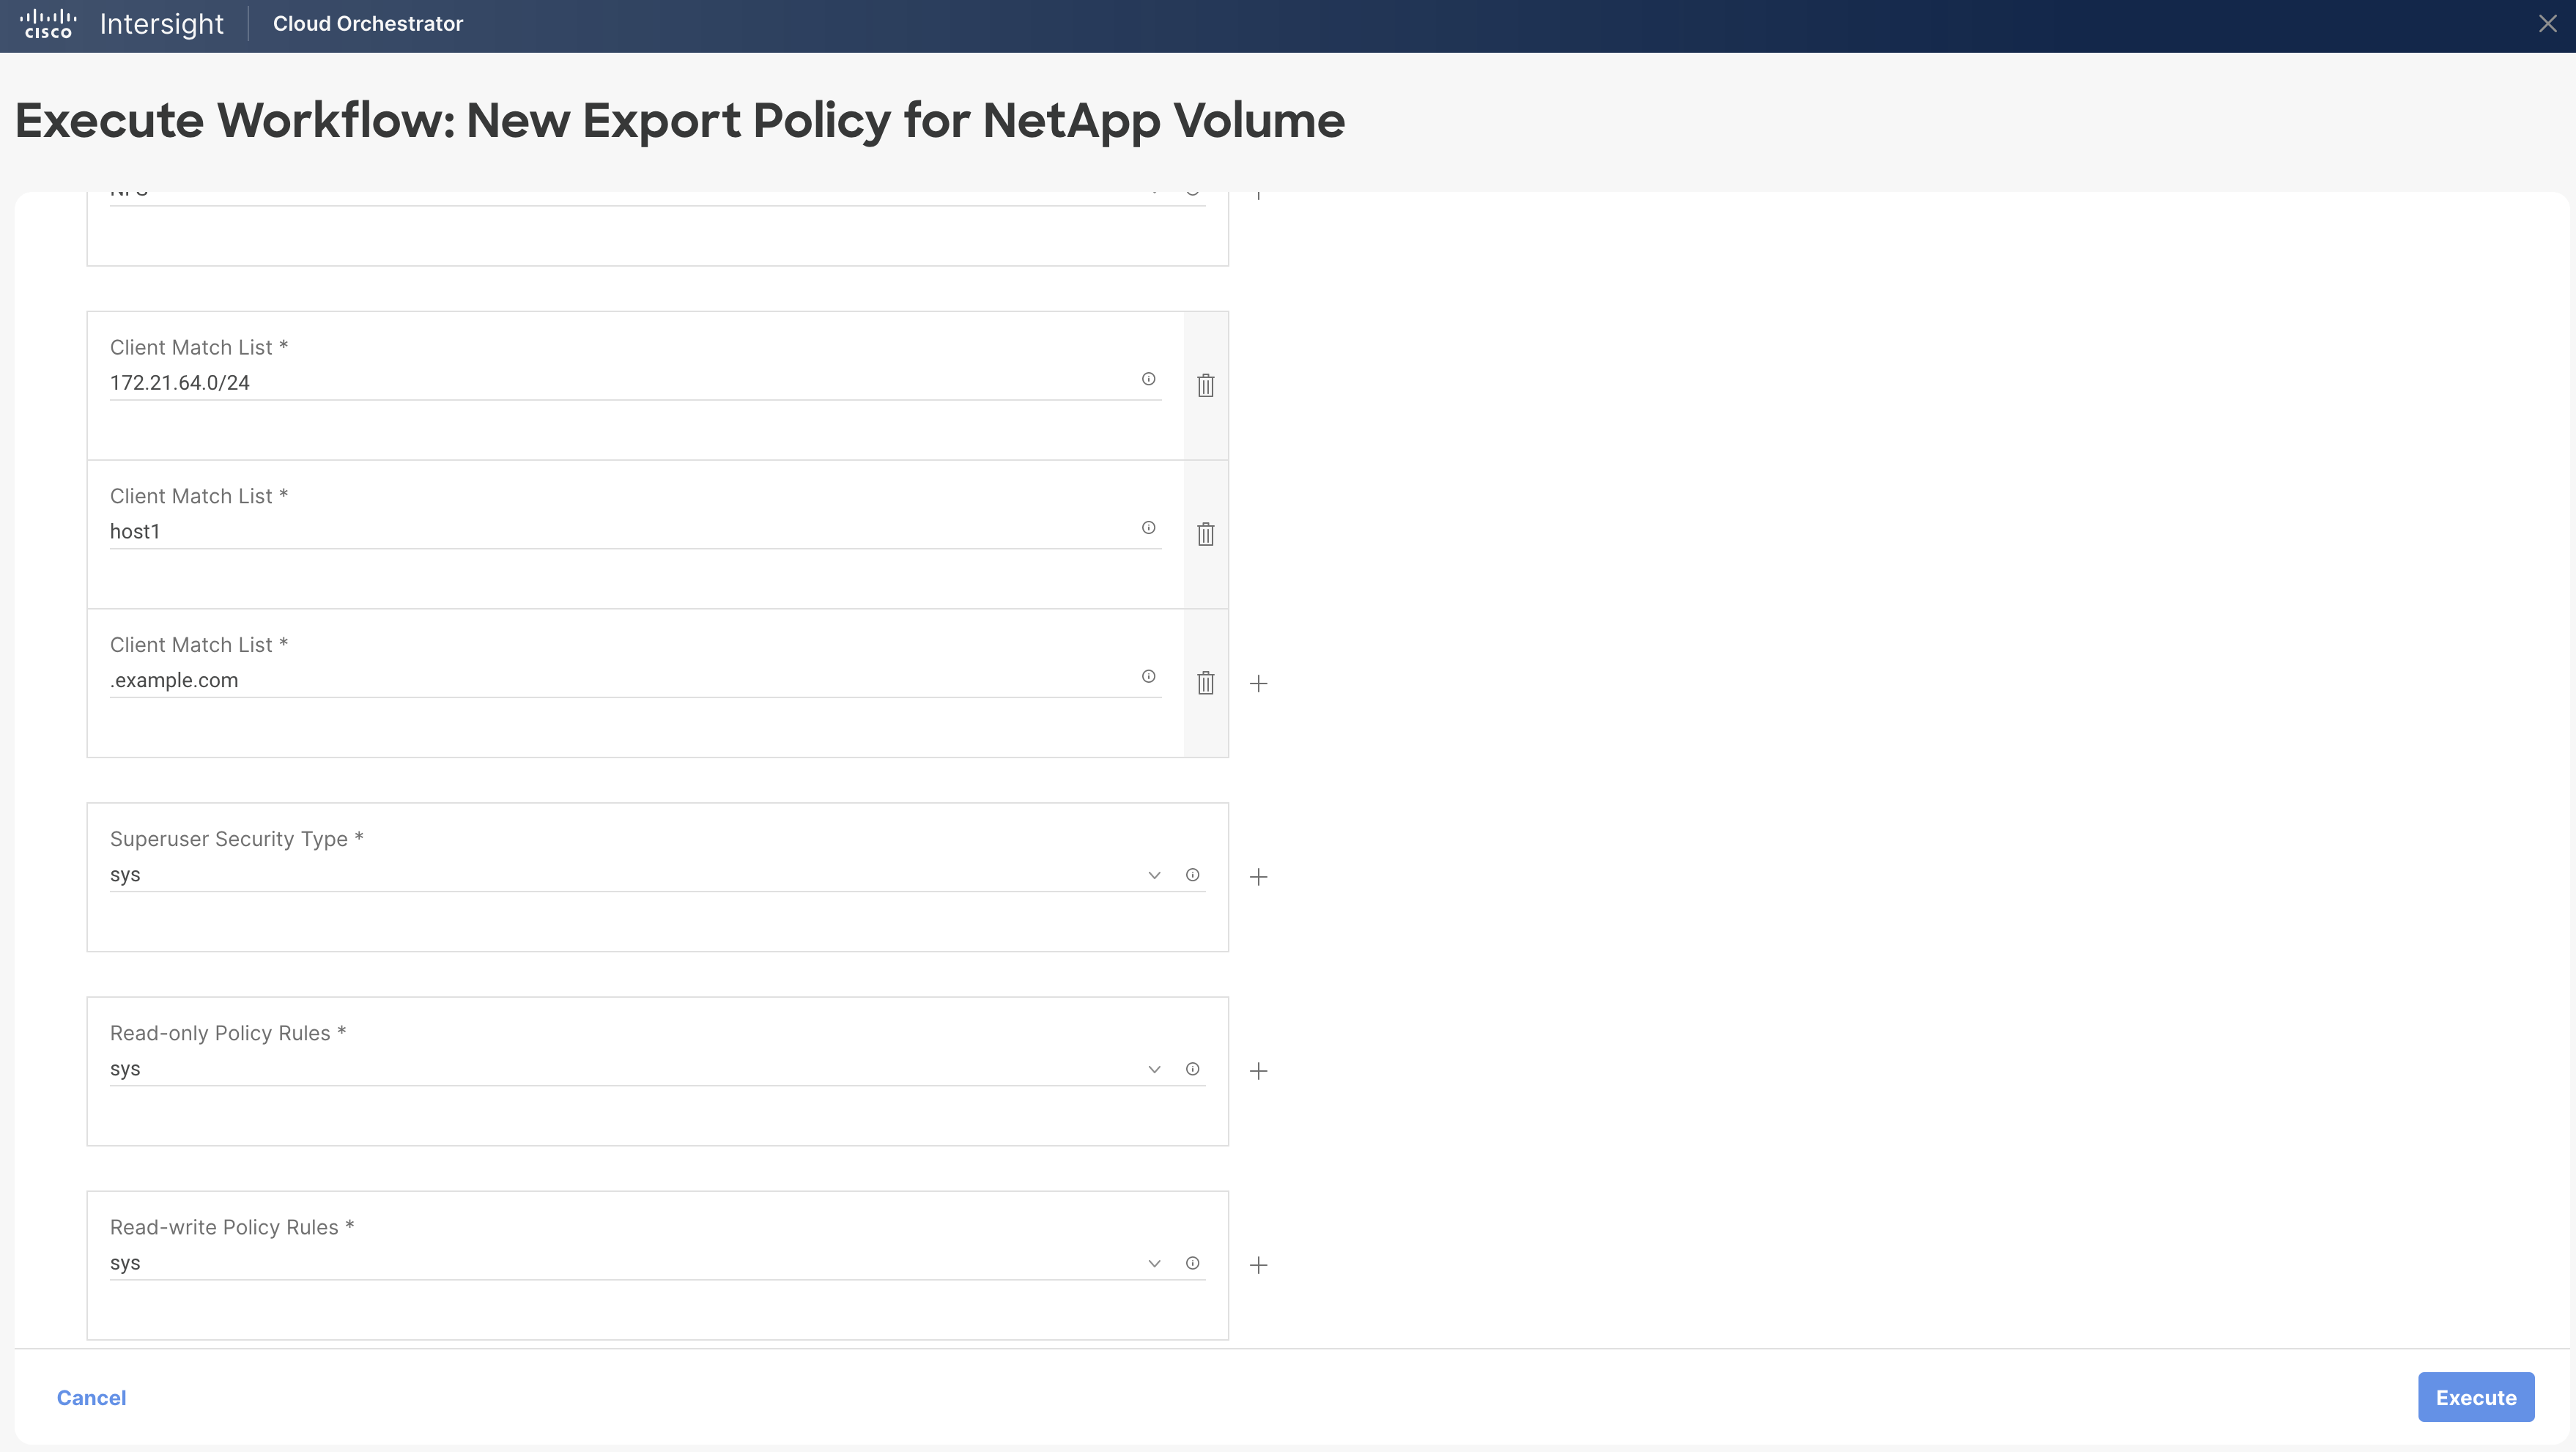 CISCO Intersight Cloud Orchestrator
Execute Workflow: New Export Policy for NetApp Volume
Client Match List *
172.21.64.0/24
Client Match List *
host1
Client Match List *
.example.com
Superuser Security Type *
sys
Read-only Policy Rules *
sys
Read-write Policy Rules *
sys
Cancel
Execute